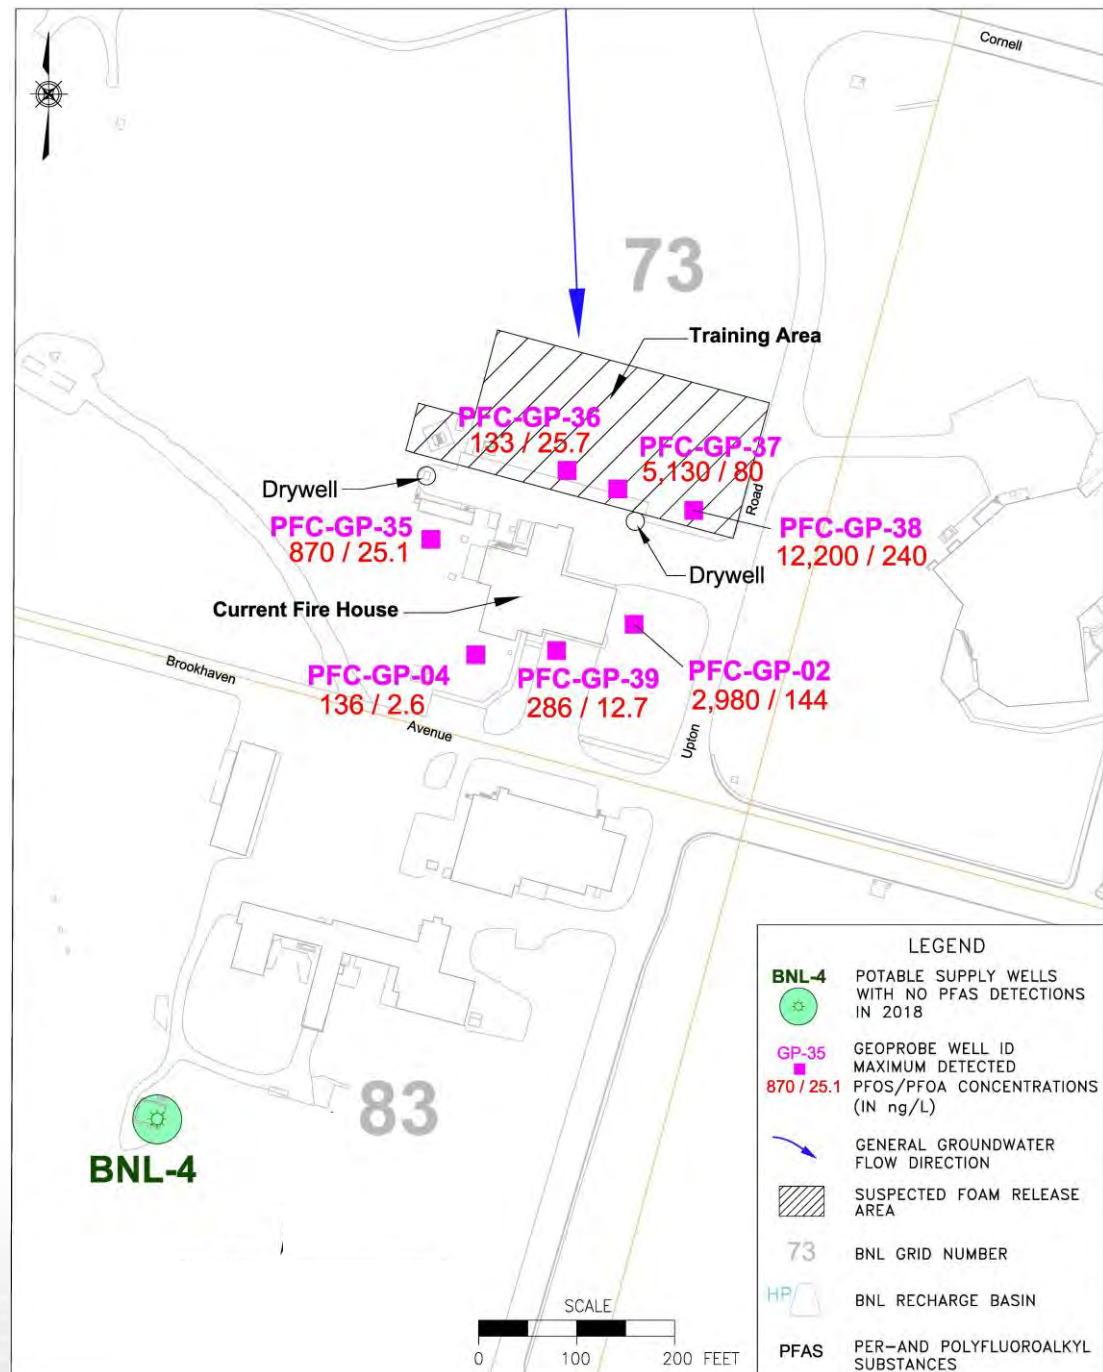 Cornell
73
Training Area
PFC-GP-36
133 / 25.7
PFC-GP-37
5,130 / 80
Road
Drywell
PFC-GP-38
12,200 / 240
PFC-GP-35
870 / 25.1
Drywell
Current Fire House
Brookhaven
PFC-GP-04
136 / 2.6
PFC-GP-39
286 / 12.7
PFC-GP-02
2,980 / 144
Avenue
Upton
83
BNL-4
LEGEND
BNL-4
POTABLE SUPPLY WELLS
WITH NO PFAS DETECTIONS
IN 2018
GP-35
870 / 25.1
GEOPROBE WELL ID
MAXIMUM DETECTED
PFOS/PFOA CONCENTRATIONS
(IN ng/L)
GENERAL GROUNDWATER
FLOW DIRECTION
SUSPECTED FOAM RELEASE
AREA
73
BNL GRID NUMBER
HP
BNL RECHARGE BASIN
PFAS
PER-AND POLYFLUOROALKYL
SUBSTANCES
SCALE
0 100 200 FEET